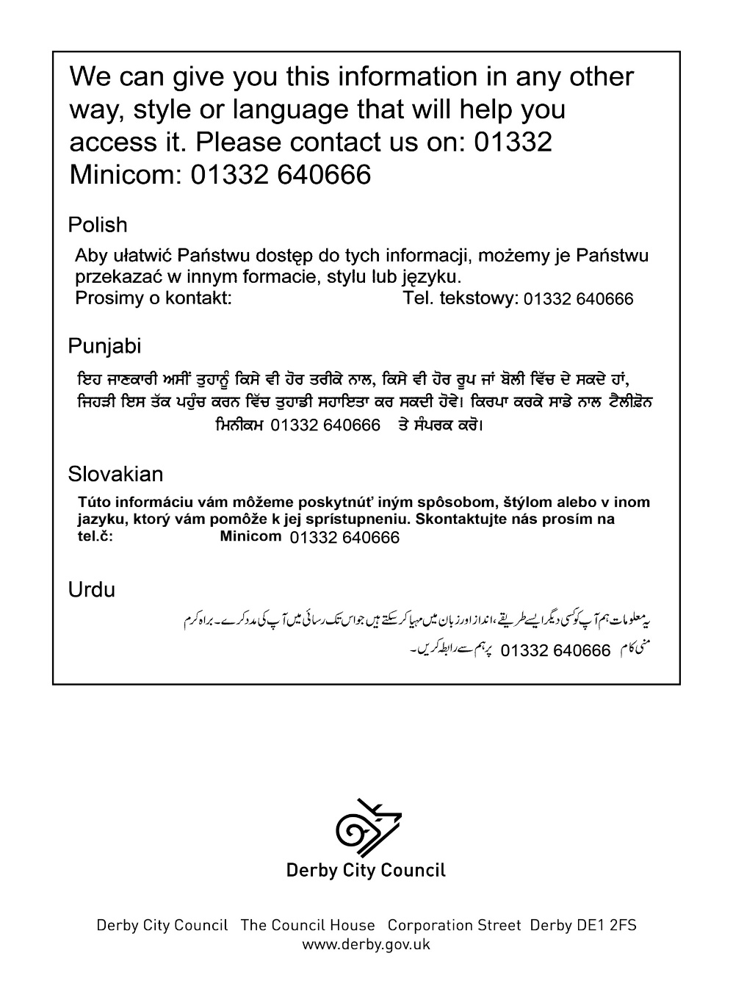 We can give you this information in any other
way, style or language that will help you
access it. Please contact us on: 01332
Minicom: 01332 640666
Polish
Aby ułatwić Państwu dostęp do tych informacji, możemy je Państwu
przekazać w innym formacie, stylu lub języku.
Prosimy o kontakt: Tel. tekstowy: 01332 640666
Punjabi
ਇਹ ਜਾਣਕਾਰੀ ਅਸੀਂ ਤੁਹਾਨੂੰ ਕਿਸੇ ਵੀ ਹੋਰ ਤਰੀਕੇ ਨਾਲ, ਕਿਸੇ ਵੀ ਹੋਰ ਰੂਪ ਜਾਂ ਬੋਲੀ ਵਿੱਚ ਦੇ ਸਕਦੇ ਹਾਂ,
ਜਿਹੜੀ ਇਸ ਤੱਕ ਪਹੁੰਚ ਕਰਨ ਵਿੱਚ ਤੁਹਾਡੀ ਸਹਾਇਤਾ ਕਰ ਸਕਦੀ ਹੋਵੇ। ਕਿਰਪਾ ਕਰਕੇ ਸਾਡੇ ਨਾਲ ਟੈਲੀਫ਼ੋਨ
ਮਿਨੀਕਮ 01332 640666 ਤੇ ਸੰਪਰਕ ਕਰੋ।
Slovakian
Túto informáciu vám môžeme poskytnúť iným spôsobom, štýlom alebo v inom
jazyku, ktorý vám pomôže k jej sprístupneniu. Skontaktujte nás prosím na
tel.č: Minicom 01332 640666
Urdu
یہ معلومات ہم آپ کو کسی دیگر ایسے طریقے، انداز اور زبان میں مہیا کر سکتے ہیں جو اس تک رسائی میں آپ کی مدد کرے۔ براہ کرم
منی کام 01332 640666 پر ہم سے رابطہ کریں۔
Derby City Council
Derby City Council The Council House Corporation Street Derby DE1 2FS
www.derby.gov.uk